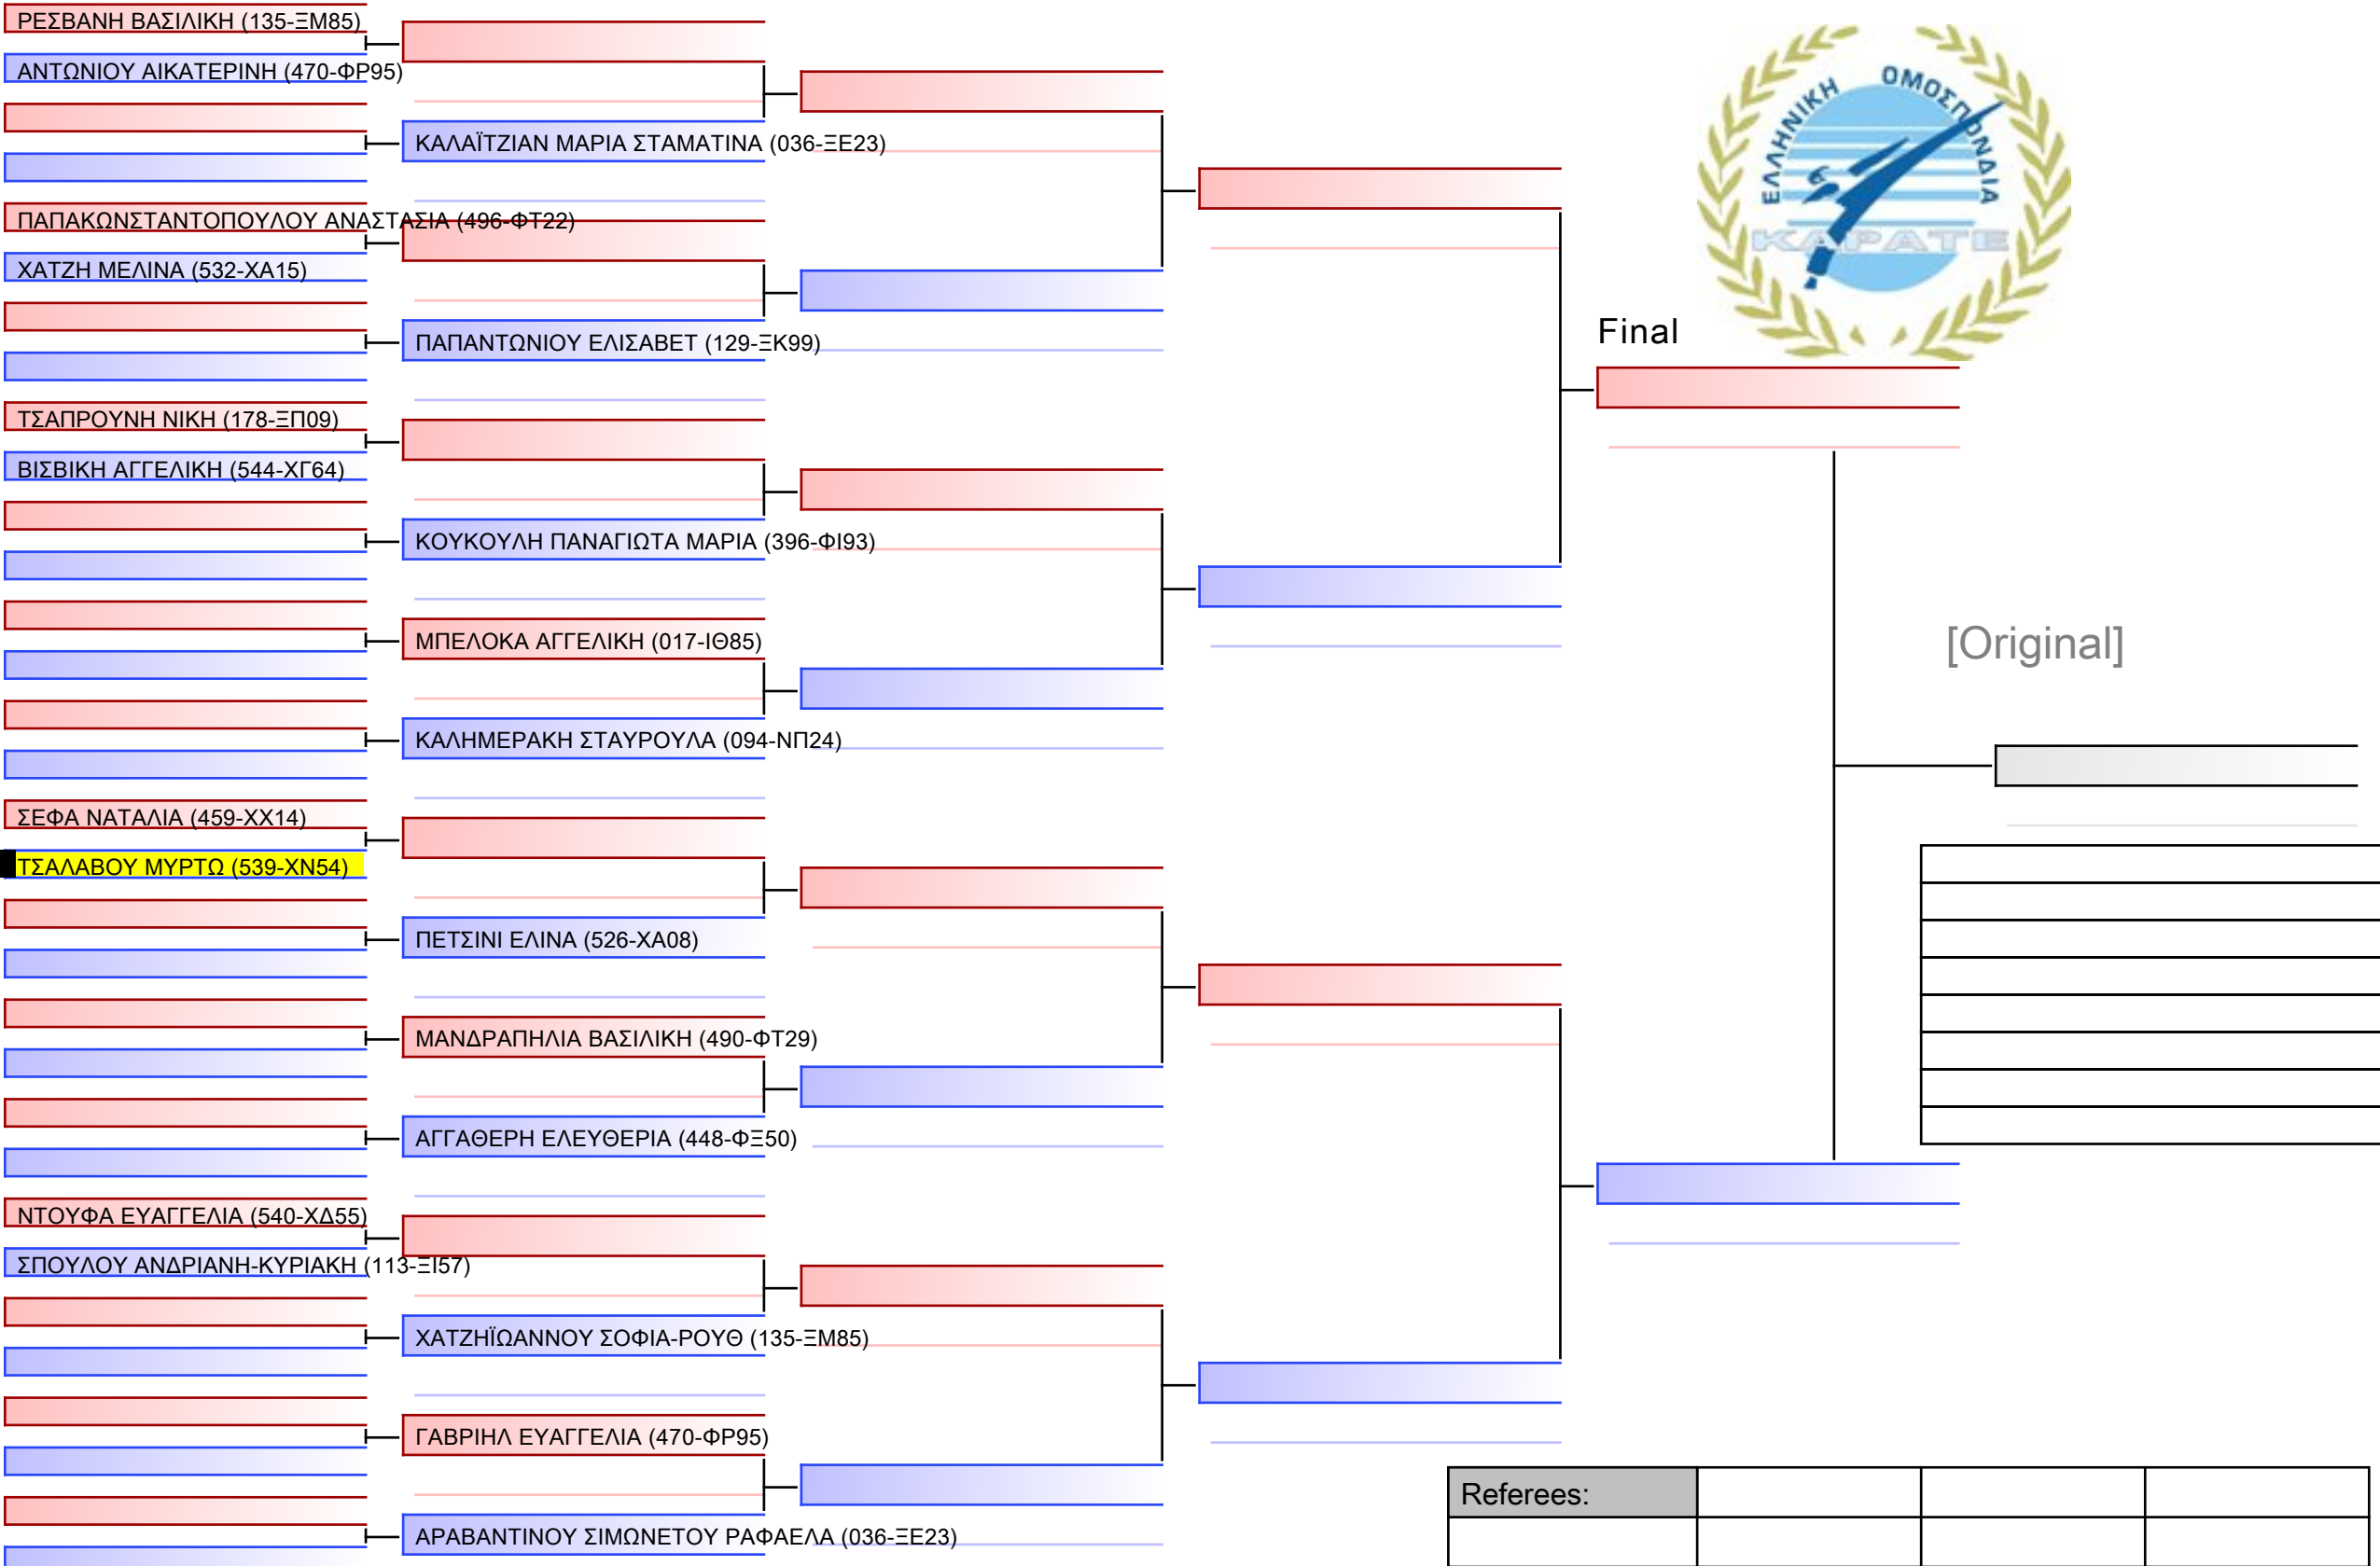 ΡΕΣΒΑΝΗ ΒΑΣΙΛΙΚΗ (135-ΞΜ85)
ΑΝΤΩΝΙΟΥ ΑΙΚΑΤΕΡΙΝΗ (470-ΦΡ95)
ΚΑΛΑΪΤΖΙΑΝ ΜΑΡΙΑ ΣΤΑΜΑΤΙΝΑ (036-ΞΕ23)
ΠΑΠΑΚΩΝΣΤΑΝΤΟΠΟΥΛΟΥ ΑΝΑΣΤΑΣΙΑ (496-ΦΤ22)
ΧΑΤΖΗ ΜΕΛΙΝΑ (532-ΧΑ15)
ΠΑΠΑΝΤΩΝΙΟΥ ΕΛΙΣΑΒΕΤ (129-ΞΚ99)
ΤΣΑΠΡΟΥΝΗ ΝΙΚΗ (178-ΞΠ09)
ΒΙΣΒΙΚΗ ΑΓΓΕΛΙΚΗ (544-ΧΓ64)
ΚΟΥΚΟΥΛΗ ΠΑΝΑΓΙΩΤΑ ΜΑΡΙΑ (396-ΦΙ93)
ΜΠΕΛΟΚΑ ΑΓΓΕΛΙΚΗ (017-ΙΘ85)
ΚΑΛΗΜΕΡΑΚΗ ΣΤΑΥΡΟΥΛΑ (094-ΝΠ24)
ΣΕΦΑ ΝΑΤΑΛΙΑ (459-ΧΧ14)
ΤΣΑΛΑΒΟΥ ΜΥΡΤΩ (539-ΧΝ54)
ΠΕΤΣΙΝΙ ΕΛΙΝΑ (526-ΧΑ08)
ΜΑΝΔΡΑΠΗΛΙΑ ΒΑΣΙΛΙΚΗ (490-ΦΤ29)
ΑΓΓΑΘΕΡΗ ΕΛΕΥΘΕΡΙΑ (448-ΦΞ50)
ΝΤΟΥΦΑ ΕΥΑΓΓΕΛΙΑ (540-ΧΔ55)
ΣΠΟΥΛΟΥ ΑΝΔΡΙΑΝΗ-ΚΥΡΙΑΚΗ (113-ΞΙ57)
ΧΑΤΖΗΪΩΑΝΝΟΥ ΣΟΦΙΑ-ΡΟΥΘ (135-ΞΜ85)
ΓΑΒΡΙΗΛ ΕΥΑΓΓΕΛΙΑ (470-ΦΡ95)
ΑΡΑΒΑΝΤΙΝΟΥ ΣΙΜΩΝΕΤΟΥ ΡΑΦΑΕΛΑ (036-ΞΕ23)
ΕΛΛΗΝΙΚΗ ΟΜΟΣΠΟΝΔΙΑ
ΚΑΡΑΤΕ
Final
[Original]
Referees: